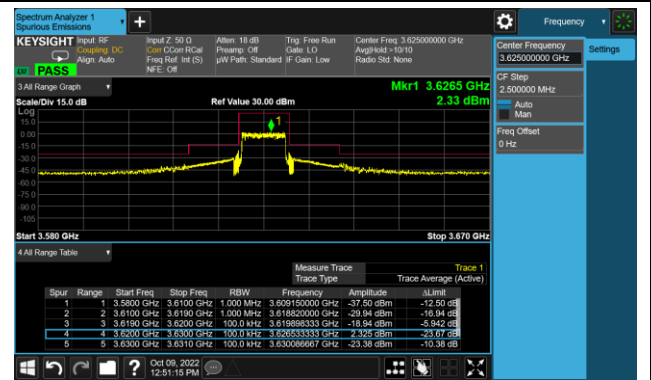 Spectrum Analyzer 1
Spurious Emissions
Frequency
KEYSIGHT Input: RF Input Z: 50 Ω Atten: 18 dB Trig: Free Run Center Freq: 3.625000000 GHz
Coupling: DC Corr CCorr RCal Preamp: Off Gate: LO Avg|Hold:>10/10
Align: Auto Freq Ref: Int (S) µW Path: Standard IF Gain: Low Radio Std: None
NFE: Off
PASS
Center Frequency
3.625000000 GHz
Settings
CF Step
2.500000 MHz
Auto
Man
Freq Offset
0 Hz
3 All Range Graph
Mkr1 3.6265 GHz
Scale/Div 15.0 dB Ref Value 30.00 dBm 2.33 dBm
Log
15.0
0.00
-15.0
-30.0
-45.0
-60.0
-75.0
-90.0
-105
1
Start 3.580 GHz Stop 3.670 GHz
4 All Range Table
Measure Trace Trace 1
Trace Type Trace Average (Active)
Spur Range Start Freq Stop Freq RBW Frequency Amplitude ΔLimit
1 1 3.5800 GHz 3.6100 GHz 1.000 MHz 3.609150000 GHz -37.50 dBm -12.50 dB
2 2 3.6100 GHz 3.6190 GHz 1.000 MHz 3.618820000 GHz -29.94 dBm -16.94 dB
3 3 3.6190 GHz 3.6200 GHz 100.0 kHz 3.619898333 GHz -18.94 dBm -5.942 dB
4 4 3.6200 GHz 3.6300 GHz 100.0 kHz 3.626533333 GHz 2.325 dBm -23.67 dB
5 5 3.6300 GHz 3.6310 GHz 100.0 kHz 3.630086667 GHz -23.38 dBm -10.38 dB
?
Oct 09, 2022
12:51:15 PM